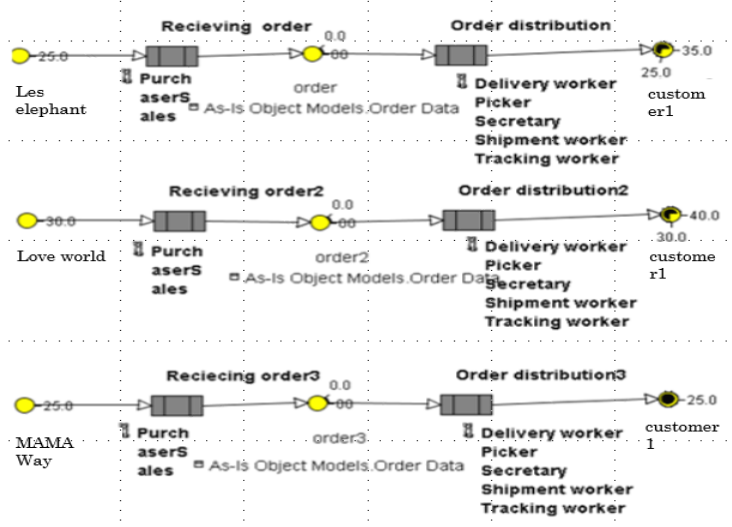 Recieving order
Order distribution
0.0
25.0
00
35.0
25.0
Les
elephant
Purch
aserS
ales
order
As-Is Object Models.Order Data
Delivery worker
Picker
Secretary
Shipment worker
Tracking worker
custom
er1
Recieving order2
Order distribution2
0.0
30.0
00
40.0
30.0
Love world
Purch
aserS
ales
order2
As-Is Object Models.Order Data
Delivery worker
Picker
Secretary
Shipment worker
Tracking worker
custome
r1
Reciecing order3
Order distribution3
0.0
25.0
00
25.0
MAMA
Way
Purch
aserS
ales
order3
As-Is Object Models.Order Data
Delivery worker
Picker
Secretary
Shipment worker
Tracking worker
customer
1